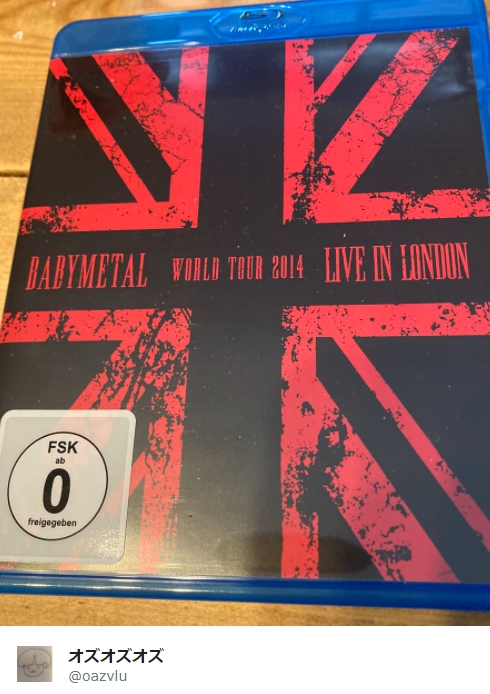 BABYMETAL WORLD TOUR 2014 LIVE IN LONDON
FSK
ab
0
freigegeben
オズオズオズ
@oazvlu